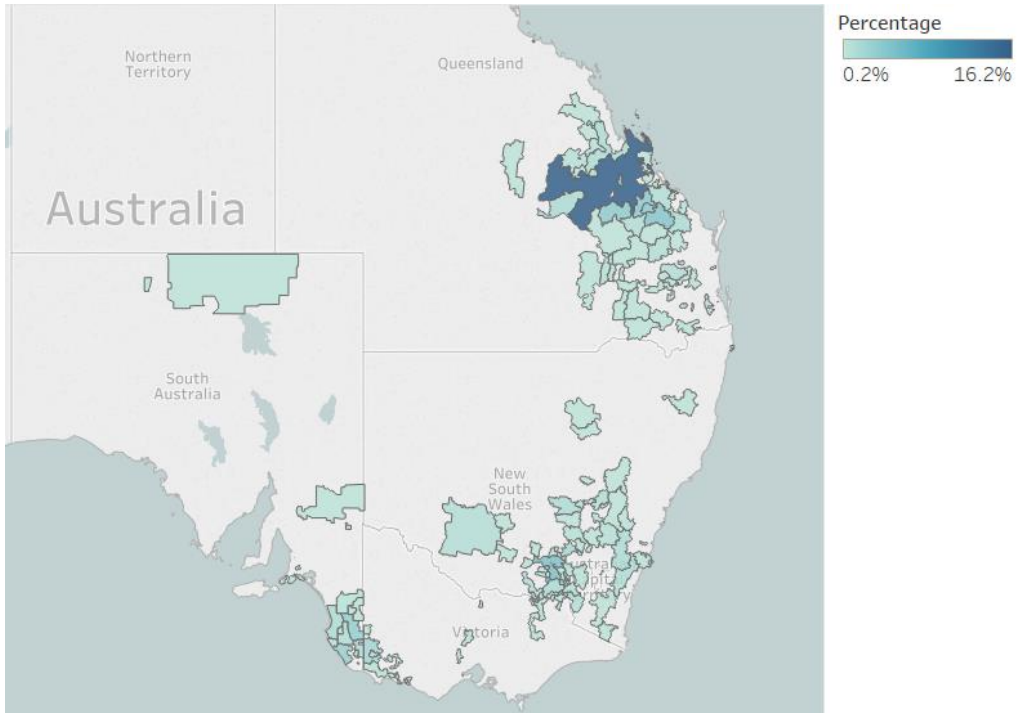 Percentage
0.2%
16.2%
Northern
Territory
Queensland
Australia
South
Australia
New
South
Wales
Victoria